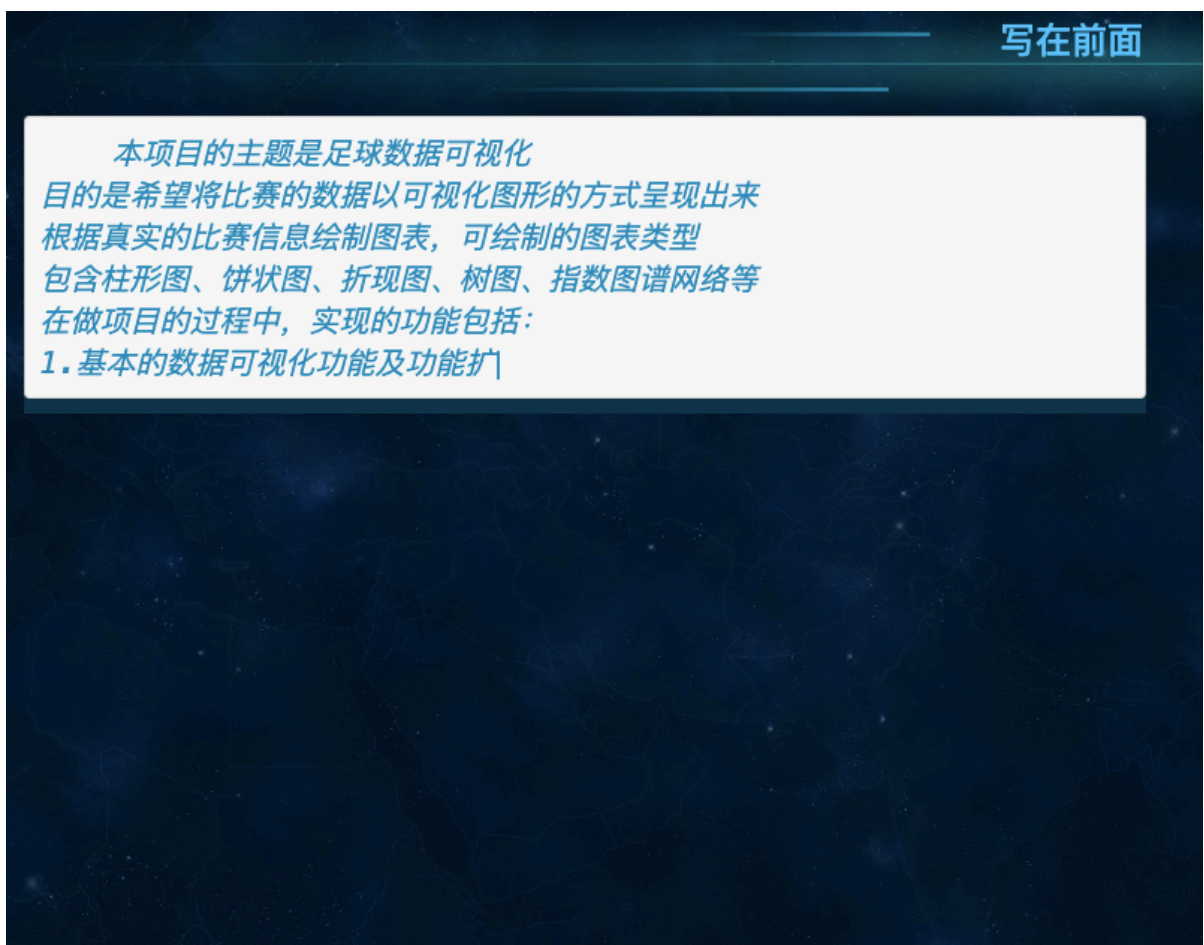 写在前面
本项目的主题是足球数据可视化
目的是希望将比赛的数据以可视化图形的方式呈现出来
根据真实的比赛信息绘制图表，可绘制的图表类型
包含柱形图、饼状图、折现图、树图、指数图谱网络等
在做项目的过程中，实现的功能包括：
1.基本的数据可视化功能及功能扩|